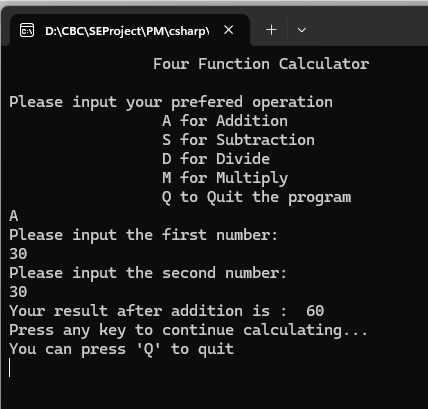 D:\CBC\SEProject\PM\csharp\
Four Function Calculator
Please input your prefered operation
A for Addition
S for Subtraction
D for Divide
M for Multiply
Q to Quit the program
A
Please input the first number:
30
Please input the second number:
30
Your result after addition is :  60
Press any key to continue calculating...
You can press 'Q' to quit